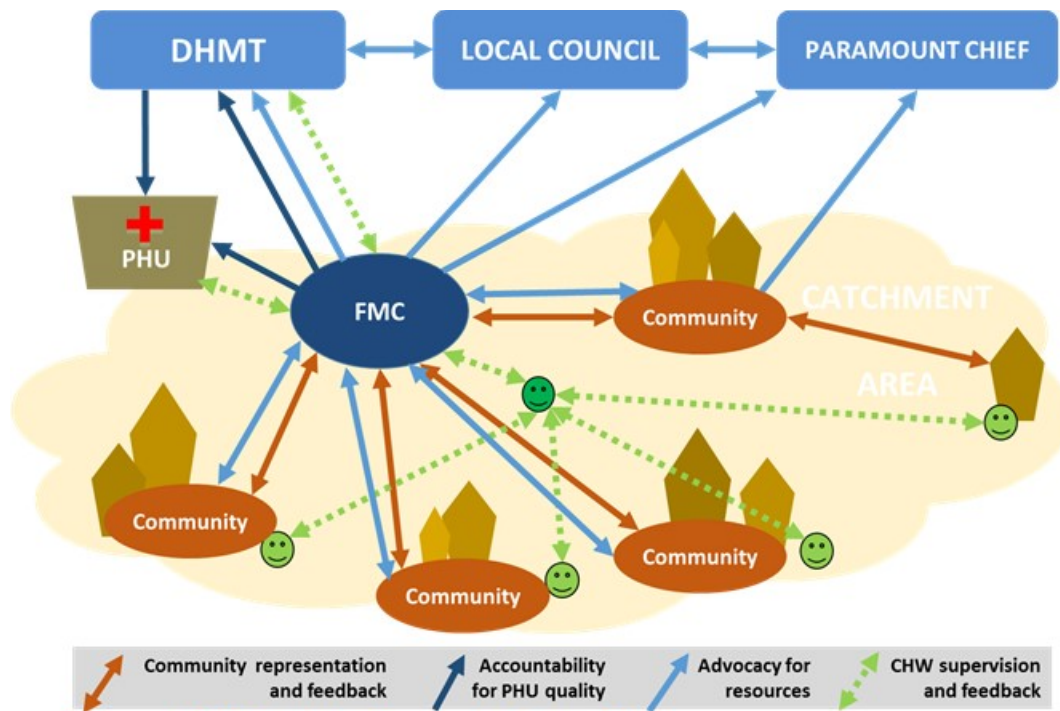 DHMT
LOCAL COUNCIL
PARAMOUNT CHIEF
PHU
FMC
Community
CATCHMENT
AREA
Community
Community
Community
Community representation
and feedback
Accountability
for PHU quality
Advocacy for
resources
CHW supervision
and feedback